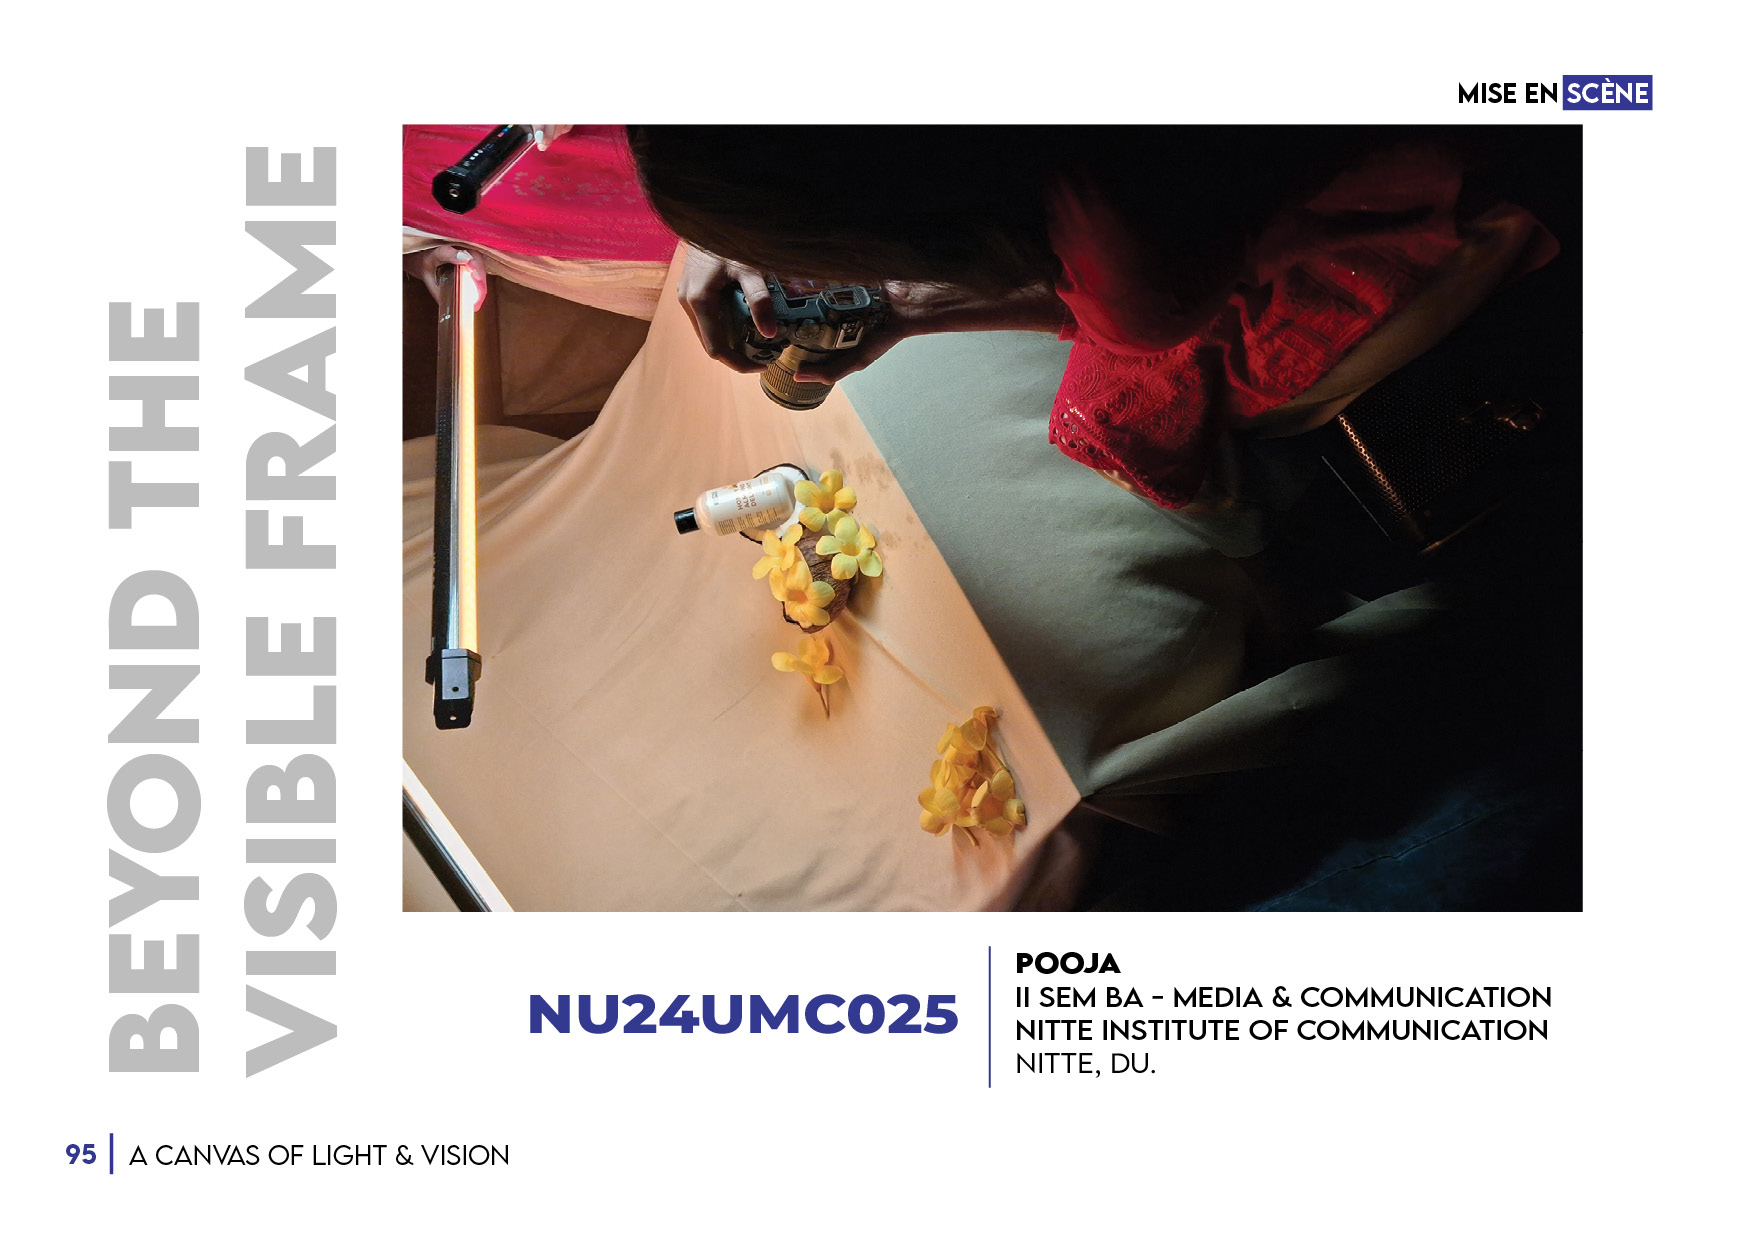 MISE EN SCÈNE
BEYOND THE
VISIBLE FRAME
NU24UMC025
POOJA
II SEM BA - MEDIA & COMMUNICATION
NITTE INSTITUTE OF COMMUNICATION
NITTE, DU.
95 A CANVAS OF LIGHT & VISION